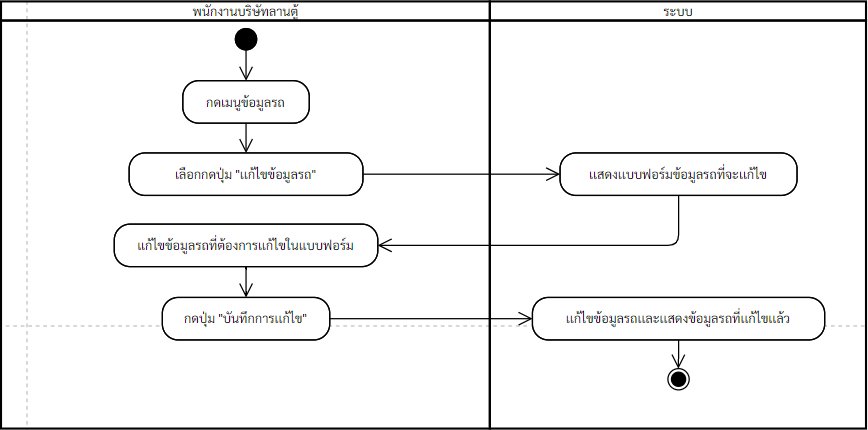 พนักงานบริษัทลานตู้
ระบบ
กดเมนูข้อมูลรถ
เลือกกดปุ่ม "แก้ไขข้อมูลรถ"
แสดงแบบฟอร์มข้อมูลรถที่จะแก้ไข
แก้ไขข้อมูลรถที่ต้องการแก้ไขในแบบฟอร์ม
กดปุ่ม "บันทึกการแก้ไข"
แก้ไขข้อมูลรถและแสดงข้อมูลรถที่แก้ไขแล้ว